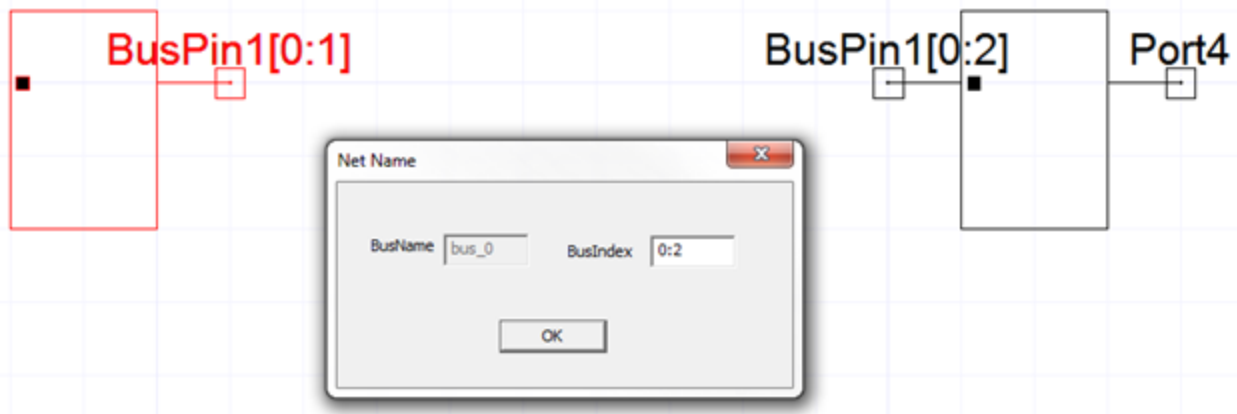 BusPin1[0:1]
BusPin1[0:2]
Port4
Net Name
BusName
bus_0
BusIndex
0:2
OK